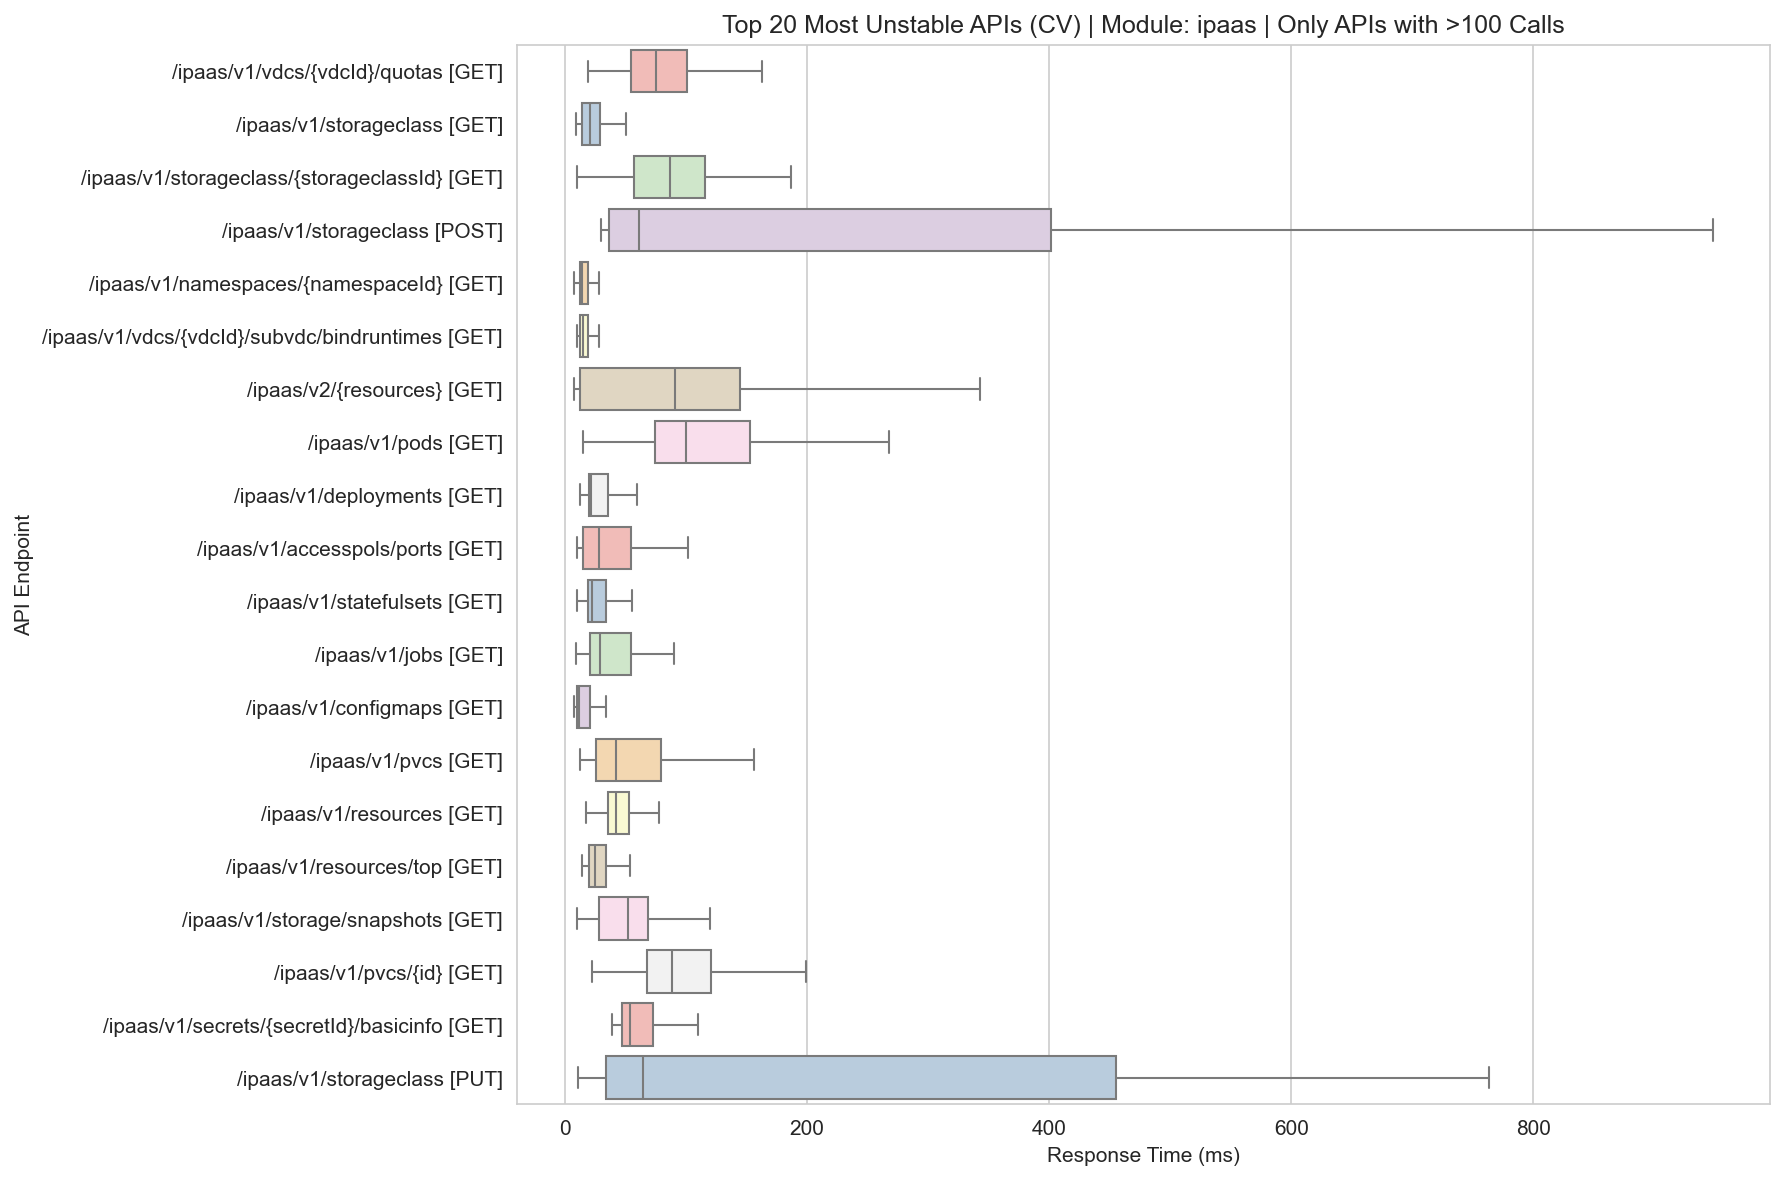 Top 20 Most Unstable APIs (CV) | Module: ipaas | Only APIs with >100 Calls
/ipaas/v1/vdcs/{vdcId}/quotas [GET]
/ipaas/v1/storageclass [GET]
/ipaas/v1/storageclass/{storageclassId} [GET]
/ipaas/v1/storageclass [POST]
/ipaas/v1/namespaces/{namespaceId} [GET]
/ipaas/v1/vdcs/{vdcId}/subvdc/bindruntimes [GET]
/ipaas/v2/{resources} [GET]
/ipaas/v1/pods [GET]
/ipaas/v1/deployments [GET]
/ipaas/v1/accesspols/ports [GET]
/ipaas/v1/statefulsets [GET]
/ipaas/v1/jobs [GET]
/ipaas/v1/configmaps [GET]
/ipaas/v1/pvcs [GET]
/ipaas/v1/resources [GET]
/ipaas/v1/resources/top [GET]
/ipaas/v1/storage/snapshots [GET]
/ipaas/v1/pvcs/{id} [GET]
/ipaas/v1/secrets/{secretId}/basicinfo [GET]
/ipaas/v1/storageclass [PUT]
API Endpoint
0 200 400 600 800
Response Time (ms)